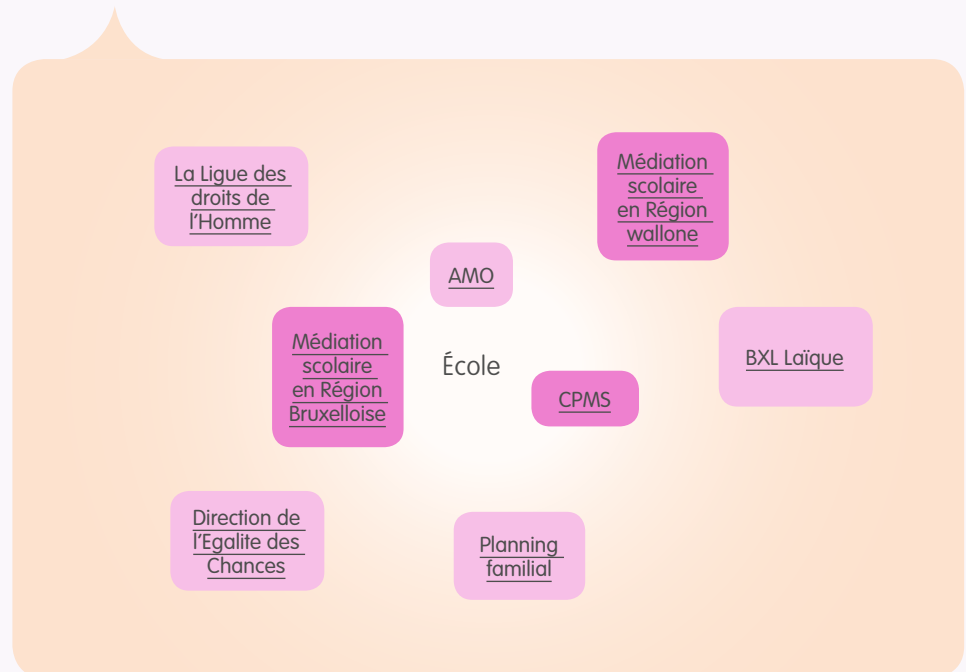 La Ligue des
droits de
l'Homme
Médiation
scolaire
en Région
wallone
AMO
Médiation
scolaire
en Région
Bruxelloise
École
CPMS
BXL Laïque
Direction de
l'Egalite des
Chances
Planning
familial